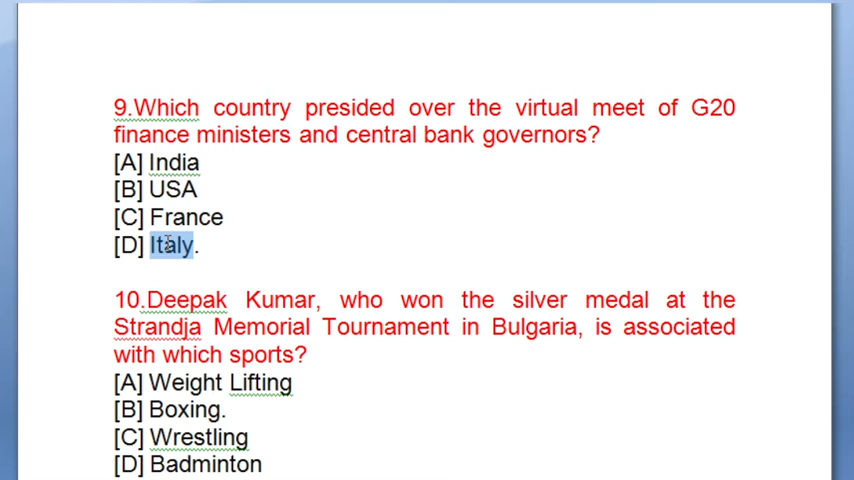 9.Which country presided over the virtual meet of G20
finance ministers and central bank governors?
[A] India
[B] USA
[C] France
[D] Italy.
10.Deepak Kumar, who won the silver medal at the
Strandja Memorial Tournament in Bulgaria, is associated
with which sports?
[A] Weight Lifting
[B] Boxing.
[C] Wrestling
[D] Badminton